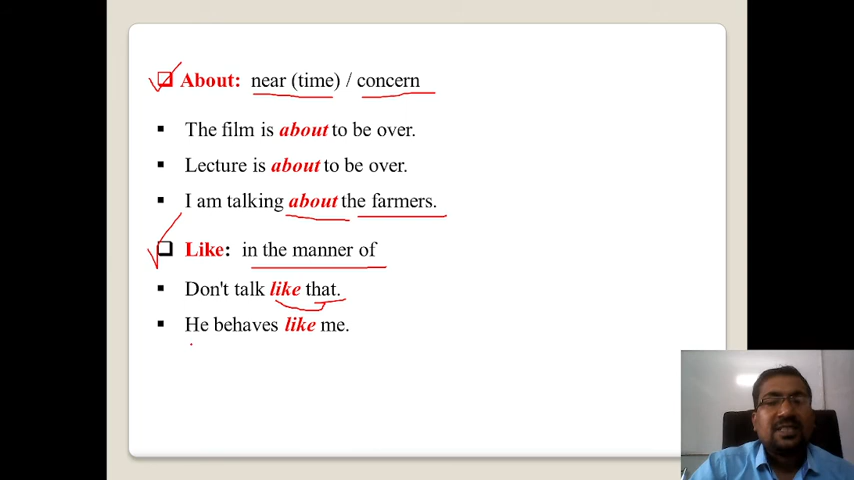 About: near (time) / concern
The film is about to be over.
Lecture is about to be over.
I am talking about the farmers.
Like: in the manner of
Don't talk like that.
He behaves like me.